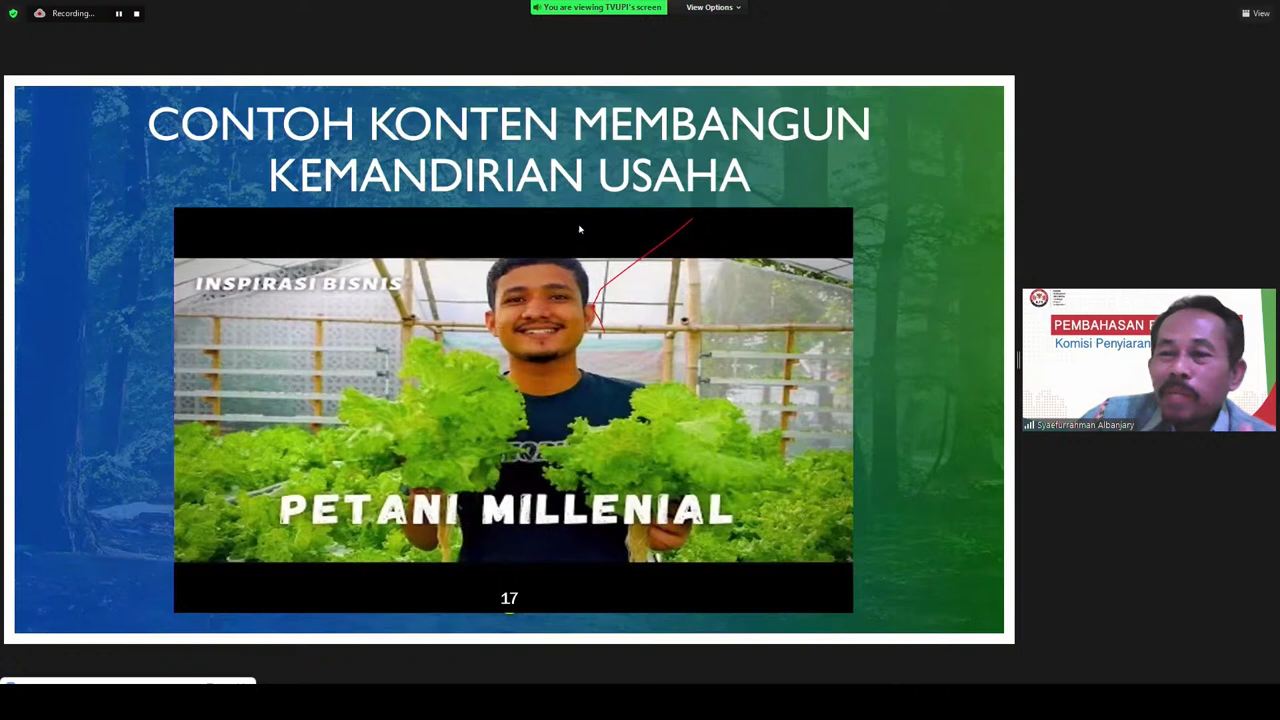 Recording...
You are viewing TVUPI's screen
View Options
View
CONTOH KONTEN MEMBANGUN
KEMANDIRIAN USAHA
INSPIRASI BISNIS
PETANI MILLENIAL
17
PEMBAHASAN
Komisi Penyiaran
Syaefurrahman Albanjary